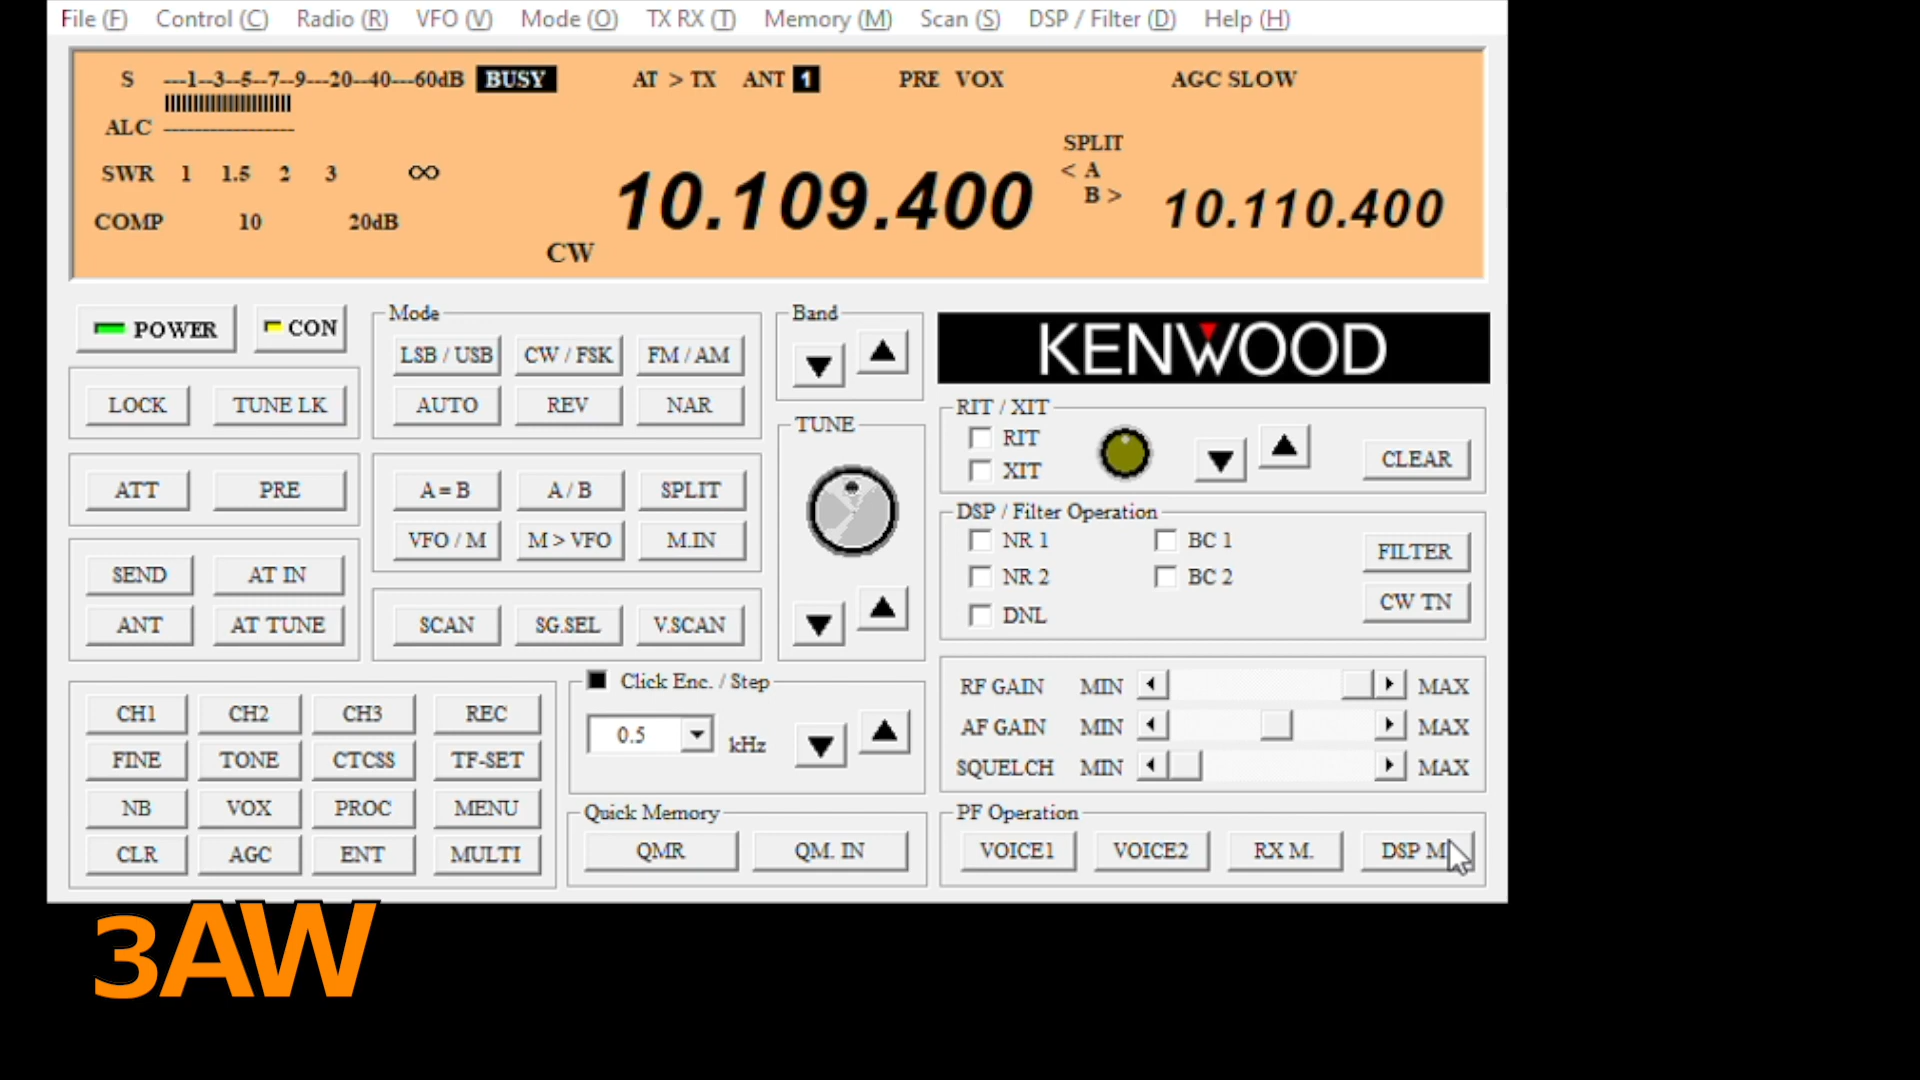 File (F) Control (C) Radio (R) VFO (V) Mode (O) TX RX (T) Memory (M) Scan (S) DSP / Filter (D) Help (H)
S ---1--3--5--7--9---20--40---60dB BUSY AT > TX ANT 1 PRE VOX AGC SLOW
ALC
SPLIT
< A
B >
SWR 1 1.5 2 3 ∞
10.109.400 10.110.400
COMP 10 20dB
CW
POWER CON
Mode
LSB / USB CW / FSK FM / AM
AUTO REV NAR
Band
KENWOOD
LOCK TUNE LK
TUNE
RIT / XIT
RIT
XIT
CLEAR
ATT PRE
A = B A / B SPLIT
VFO / M M > VFO M.IN
DSP / Filter Operation
NR 1 BC 1 FILTER
NR 2 BC 2
DNL CW TN
SEND AT IN
ANT AT TUNE
SCAN SG.SEL V.SCAN
RF GAIN MIN MAX
AF GAIN MIN MAX
SQUELCH MIN MAX
CH1 CH2 CH3 REC
FINE TONE CTCSS TF-SET
NB VOX PROC MENU
CLR AGC ENT MULTI
Click Enc. / Step
0.5 kHz
Quick Memory
QMR QM. IN
PF Operation
VOICE1 VOICE2 RX M. DSP M.
3AW